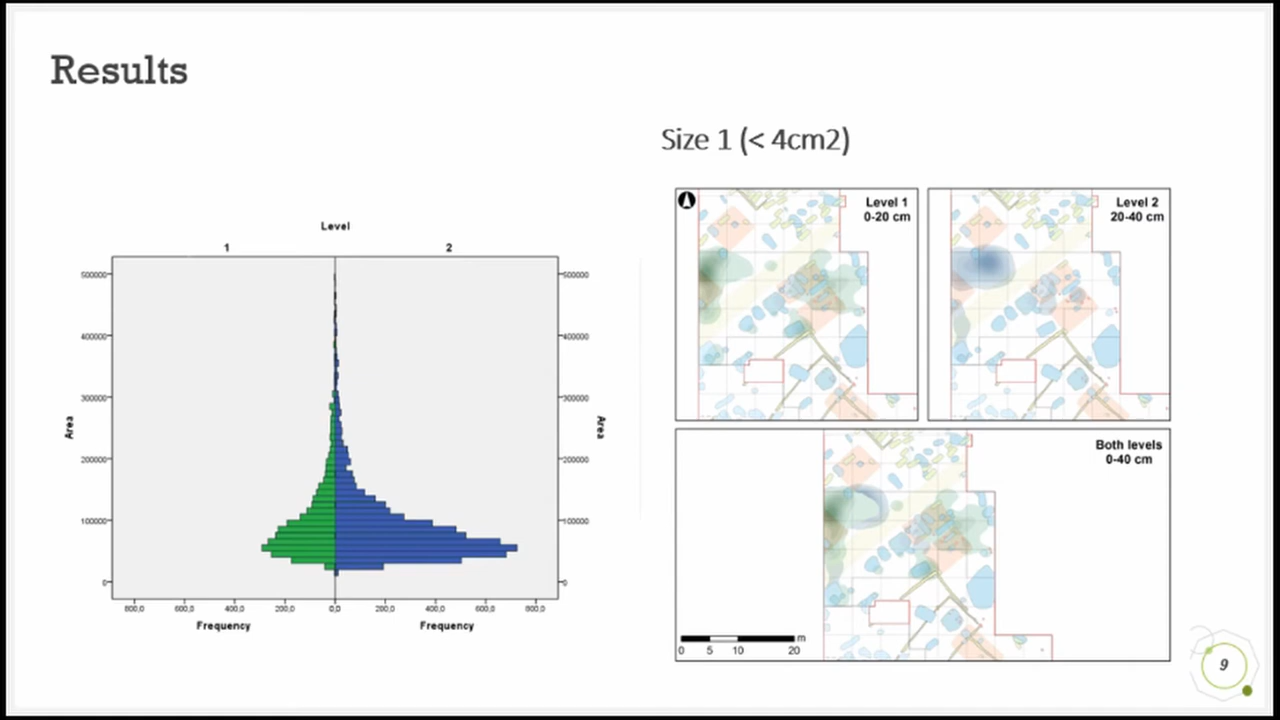 Results
Size 1 (< 4cm2)
Level
1 2
500000 500000
400000 400000
300000 300000
200000 200000
100000 100000
0 0
Area Area
800,0 600,0 400,0 200,0 0,0 200,0 400,0 600,0 800,0
Frequency Frequency
Level 1
0-20 cm
Level 2
20-40 cm
Both levels
0-40 cm
m
0 5 10 20
9